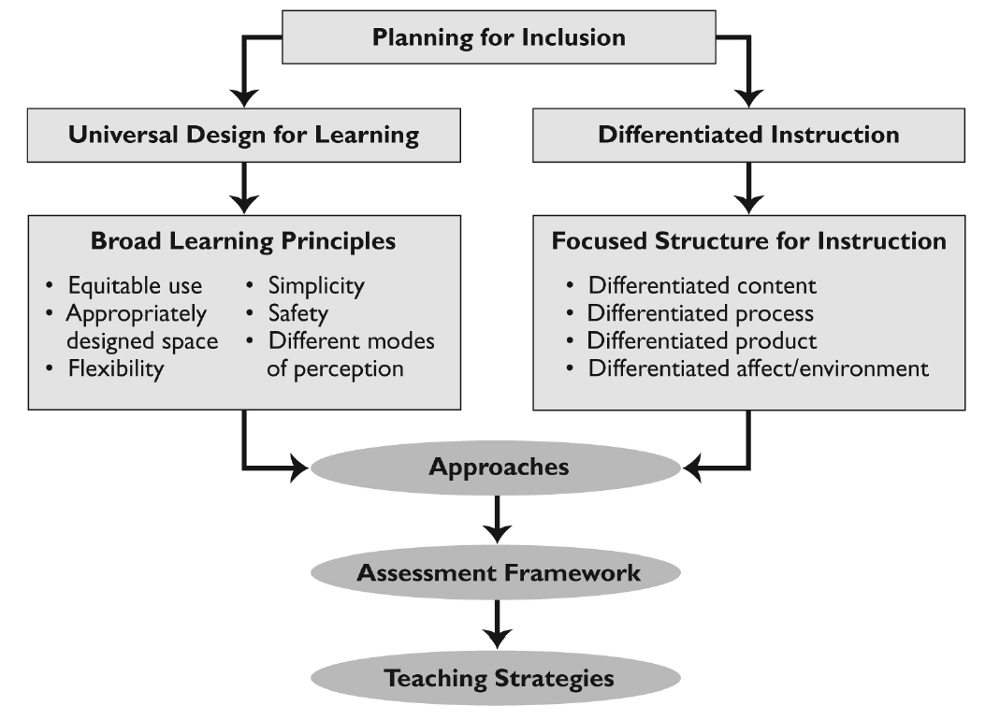 Planning for Inclusion
Universal Design for Learning
Differentiated Instruction
Broad Learning Principles
• Equitable use
• Appropriately
designed space
• Flexibility
• Simplicity
• Safety
• Different modes
of perception
Focused Structure for Instruction
• Differentiated content
• Differentiated process
• Differentiated product
• Differentiated affect/environment
Approaches
Assessment Framework
Teaching Strategies